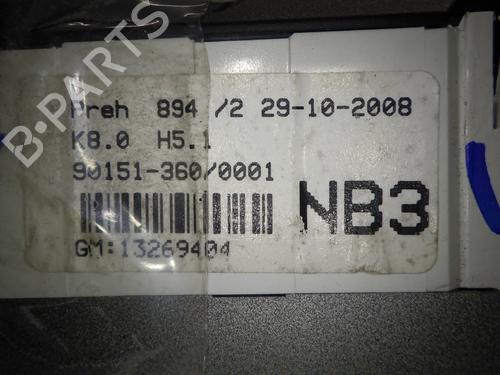 B-PARTS
Preh 894 /2 29-10-2008
K8.0 H5.1
90151-360/0001
NB3
GM:13269404